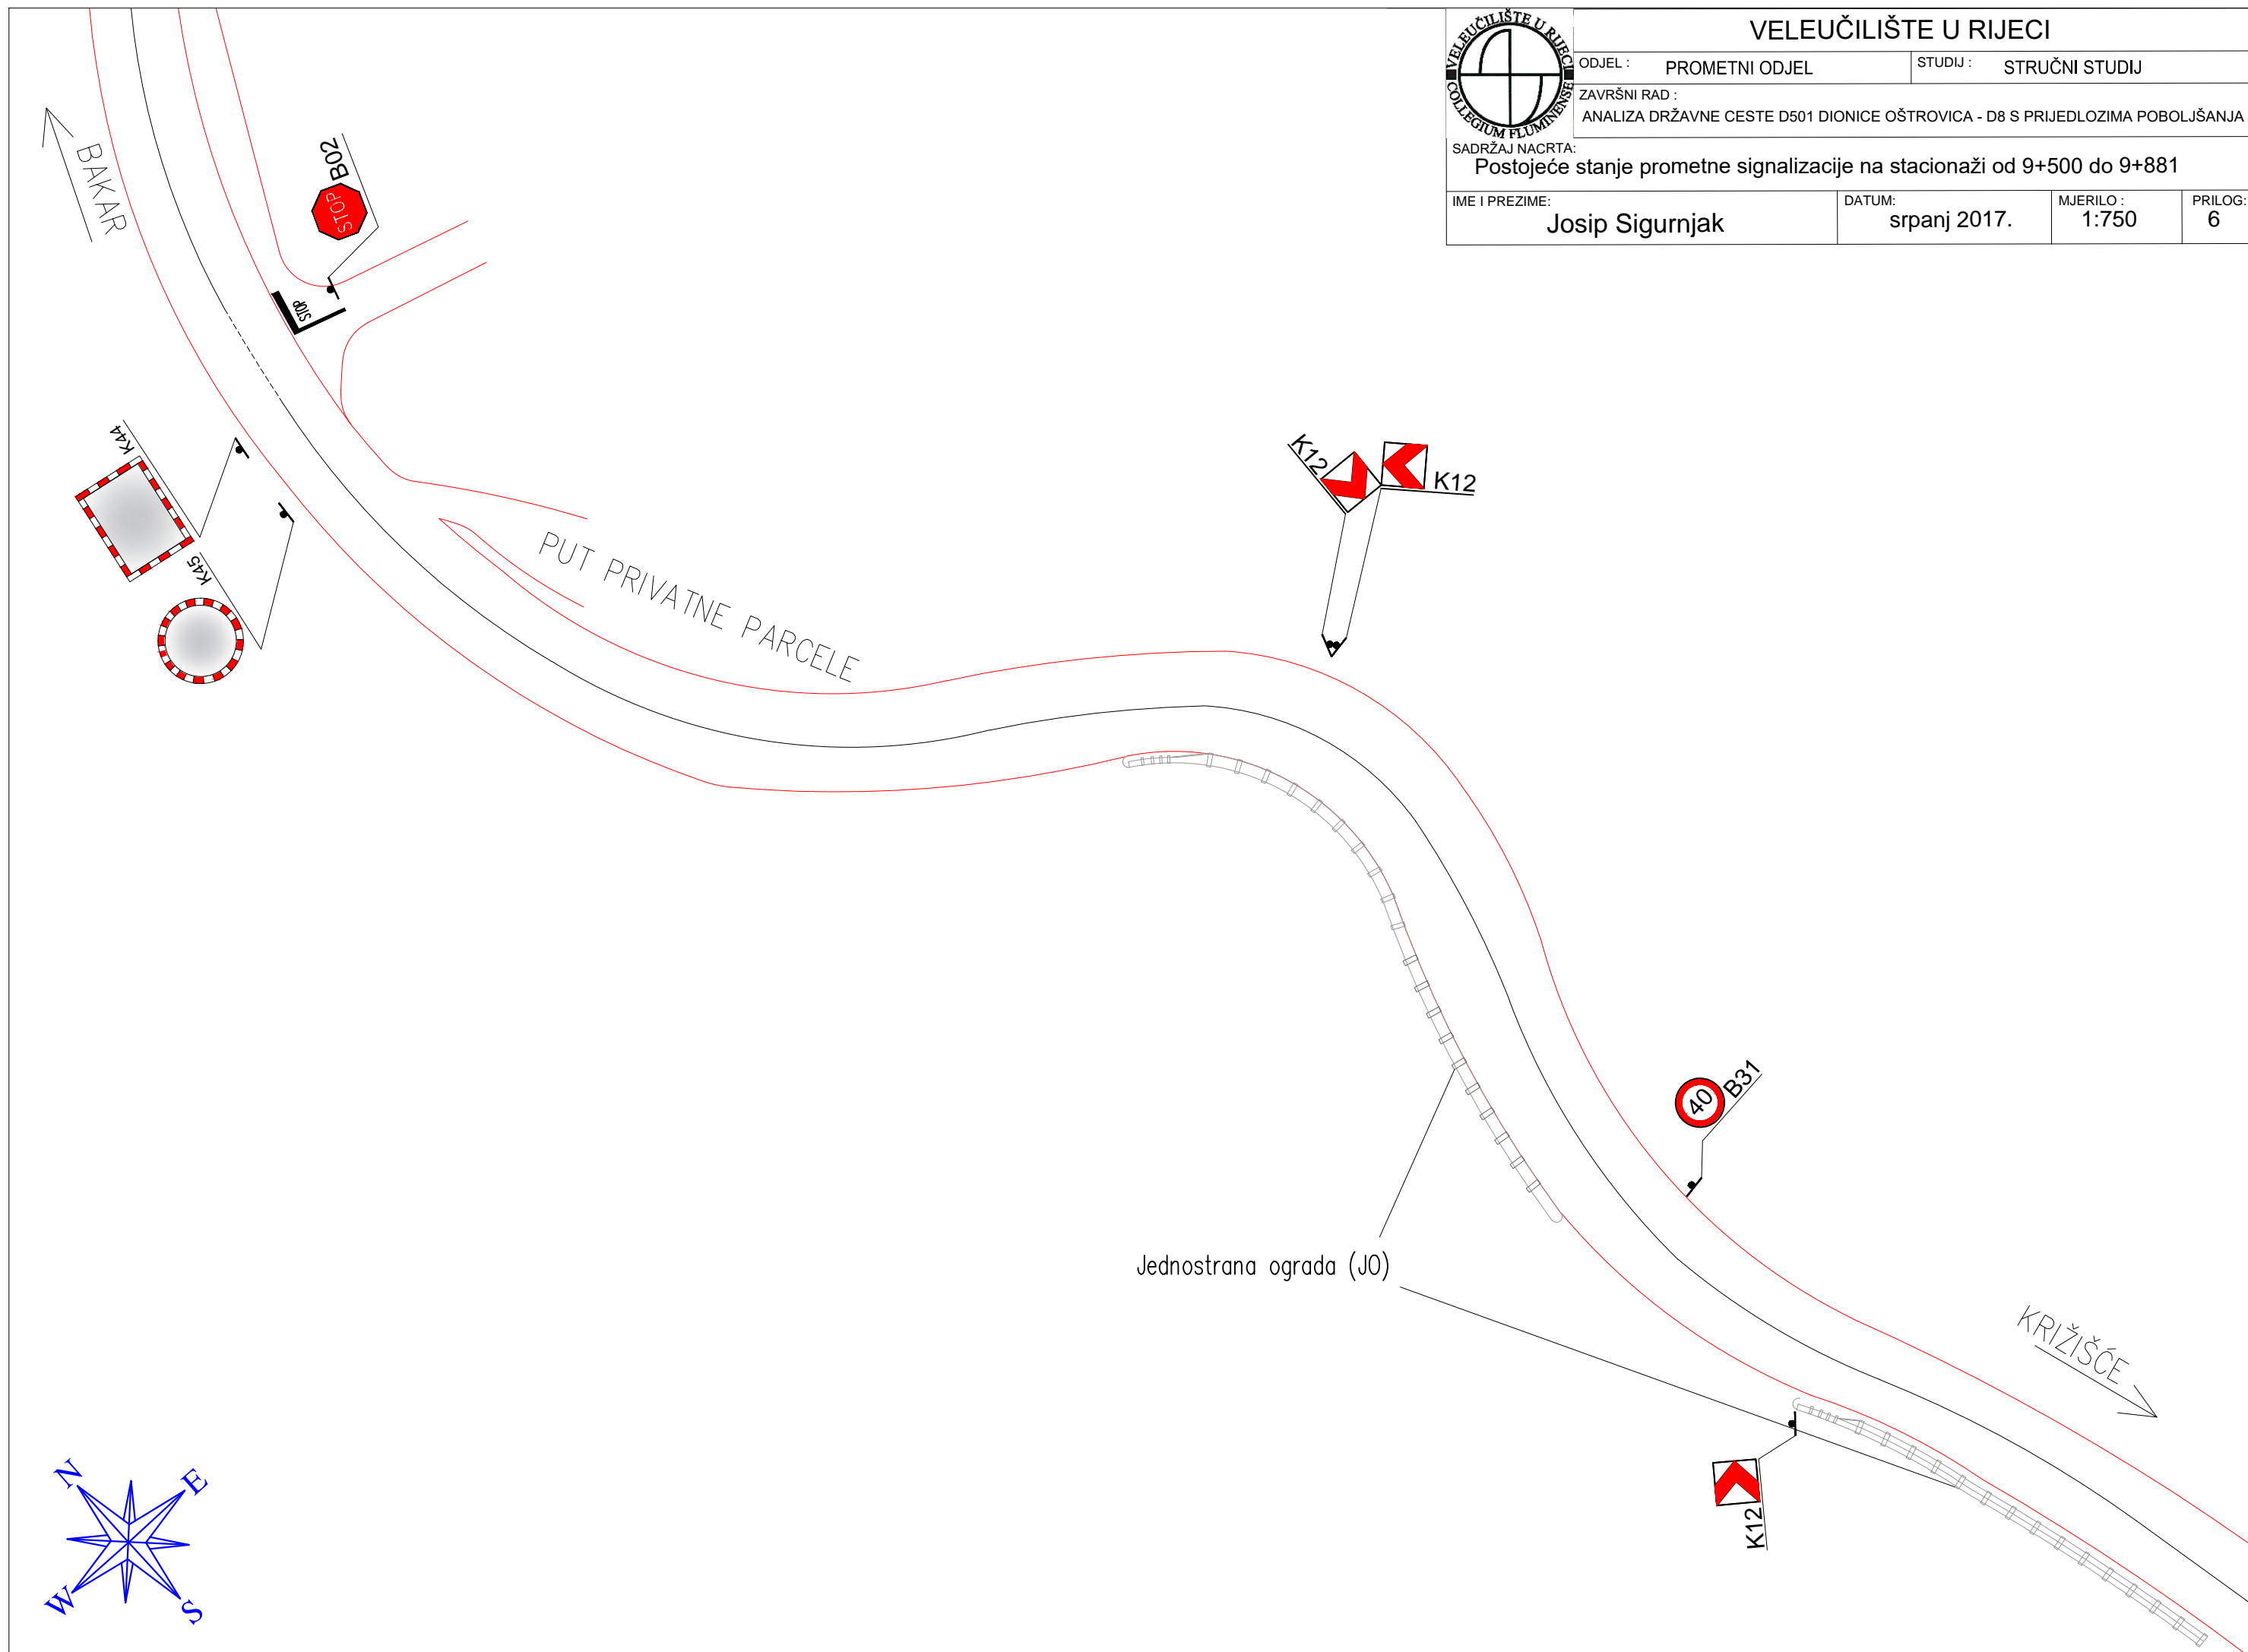 VELEUČILIŠTE U RIJECI
COLLEGIUM FLUMINENSE
VELEUČILIŠTE U RIJECI
ODJEL : PROMETNI ODJEL
STUDIJ : STRUČNI STUDIJ
ZAVRŠNI RAD :
ANALIZA DRŽAVNE CESTE D501 DIONICE OŠTROVICA - D8 S PRIJEDLOZIMA POBOLJŠANJA
SADRŽAJ NACRTA:
Postojeće stanje prometne signalizacije na stacionaži od 9+500 do 9+881
IME I PREZIME:
Josip Sigurnjak
DATUM:
srpanj 2017.
MJERILO :
1:750
PRILOG:
6
BAKAR
B02
STOP
STOP
K44
K45
PUT PRIVATNE PARCELE
K12
K12
40
B31
Jednostrana ograda (JO)
KRIŽIŠĆE
K12
N
E
W
S